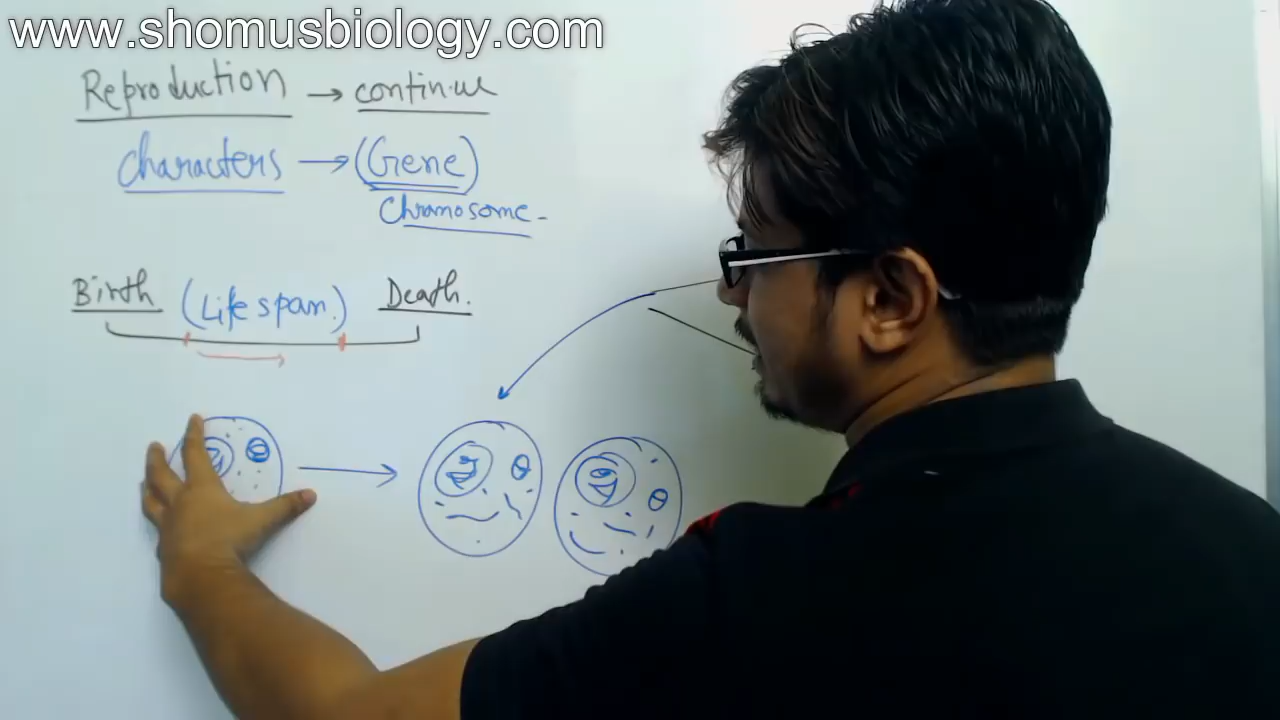 www.shomusbiology.com
Reproduction → continue
characters → (Gene)
Chromosome -
Birth (Life span.) Death.